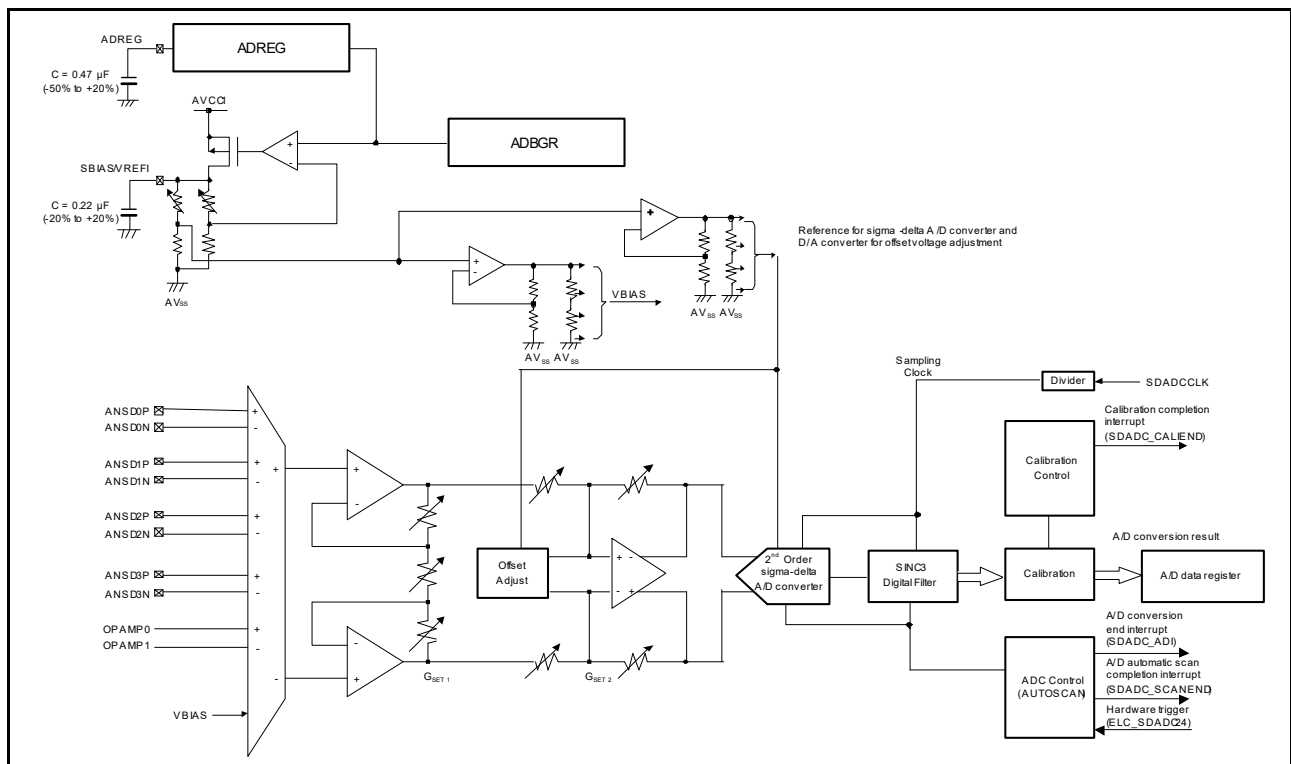 ADREG
ADREG
C = 0.47 µF
(-50% to +20%)
AVCCI
ADBGR
+
-
SBIAS/VREFI
C = 0.22 µF
(-20% to +20%)
AVSS
+
-
VBIAS
AVSS AVSS
+
-
AVSS AVSS
Reference for sigma -delta A/D converter and
D/A converter for offset voltage adjustment
Sampling
Clock
Divider
SDADCCLK
Calibration completion
interrupt
(SDADC_CALIEND)
Calibration
Control
ANSD0P
+
ANSD0N
-
ANSD1P
+
ANSD1N
-
ANSD2P
+
ANSD2N
-
ANSD3P
+
ANSD3N
-
OPAMP0
+
OPAMP1
-
VBIAS
+
-
+
-
-
+
GSET 1
GSET 2
Offset
Adjust
+ -
- +
2nd Order
sigma-delta
A/D converter
SINC3
Digital Filter
Calibration
A/D conversion result
A/D data register
ADC Control
(AUTOSCAN)
A/D conversion
end interrupt
(SDADC_ADI)
A/D automatic scan
completion interrupt
(SDADC_SCANEND)
Hardware trigger
(ELC_SDADC24)